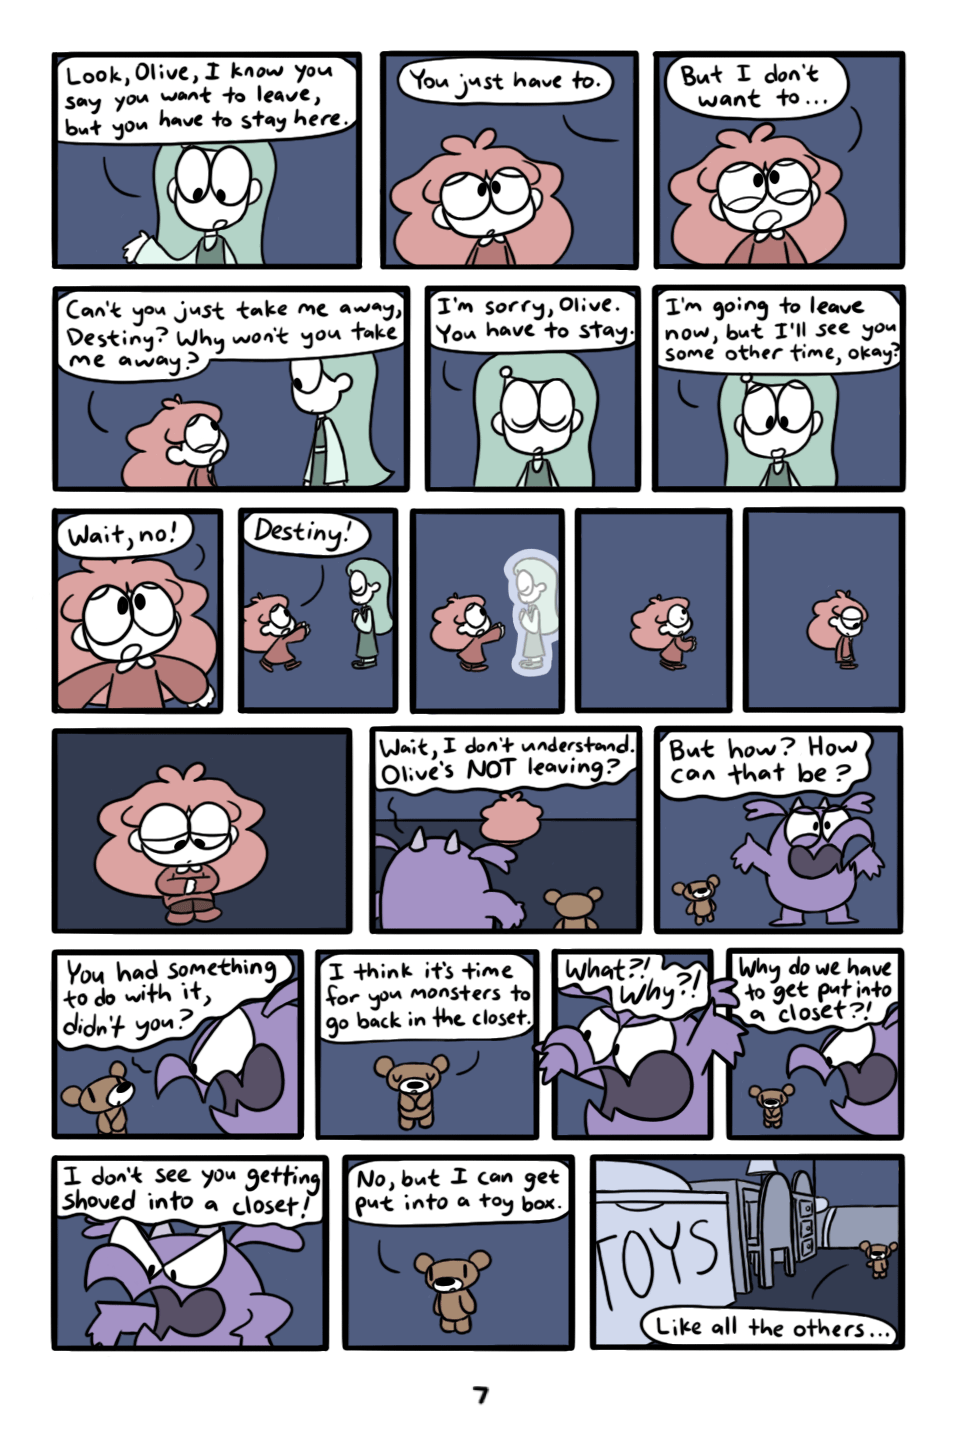 Look, Olive, I know you
say you want to leave,
but you have to stay here.
You just have to.
But I don't
want to...
Can't you just take me away,
Destiny? Why won't you take
me away?
I'm sorry, Olive.
You have to stay.
I'm going to leave
now, but I'll see you
some other time, okay?
Wait, no!
Destiny!
Wait, I don't understand.
Olive's NOT leaving?
But how? How
can that be?
You had something
to do with it,
didn't you?
I think it's time
for you monsters to
go back in the closet.
What?!
Why?!
Why do we have
to get put into
a closet?!
I don't see you getting
shoved into a closet!
No, but I can get
put into a toy box.
TOYS
Like all the others...
7